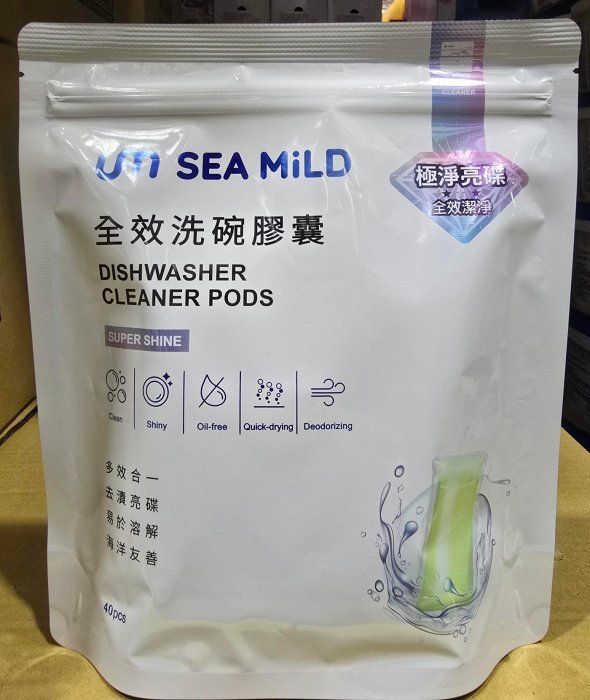 CLEANER
SEA MiLD
極淨亮碟
全效潔淨
全效洗碗膠囊
DISHWASHER
CLEANER PODS
SUPER SHINE
Clean
Shiny
Oil-free
Quick-drying
Deodorizing
多效合一
去漬亮碟
易於溶解
海洋友善
40pcs